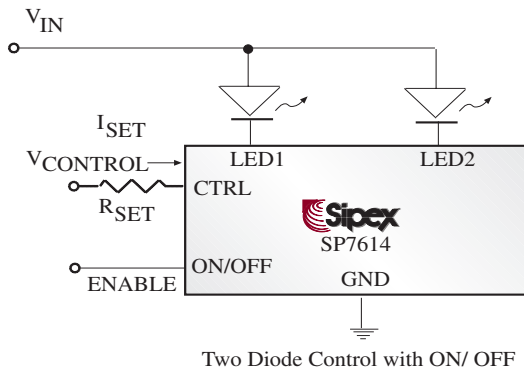 VIN
ISET
VCONTROL
LED1
LED2
CTRL
RSET
Sipex
SP7614
ON/OFF
ENABLE
GND
Two Diode Control with ON/ OFF